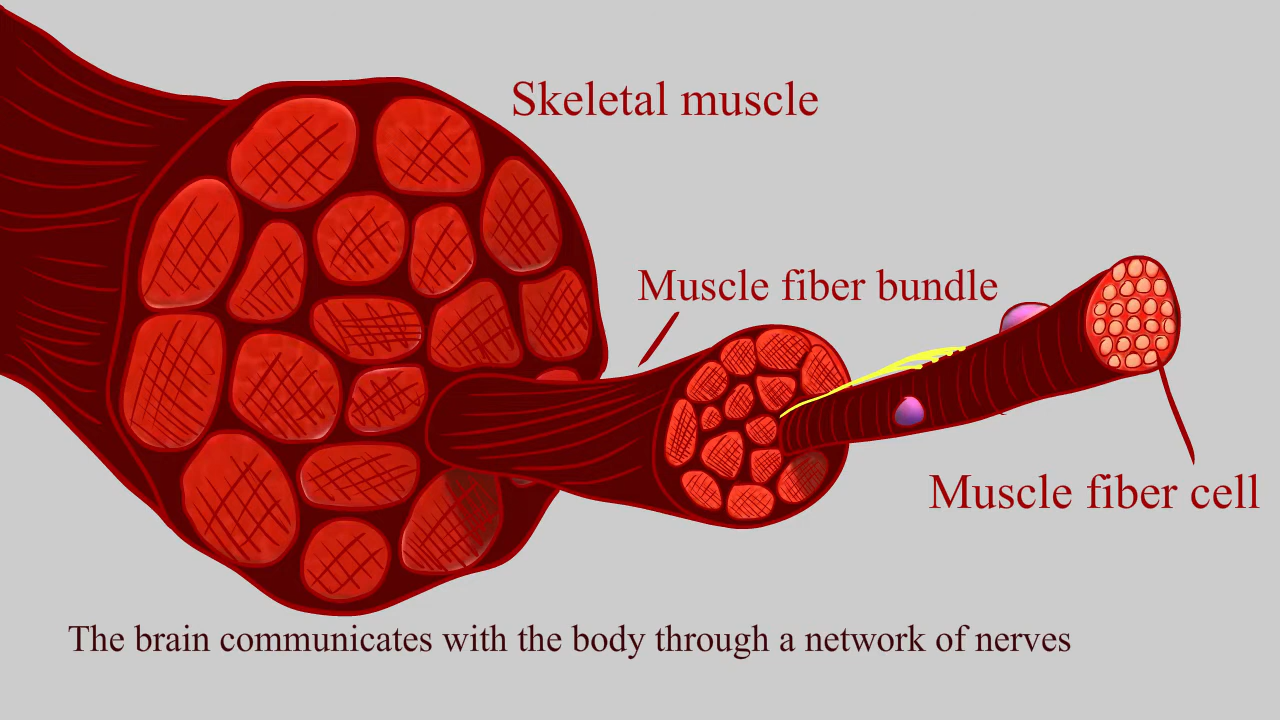 Skeletal muscle
Muscle fiber bundle
Muscle fiber cell
The brain communicates with the body through a network of nerves